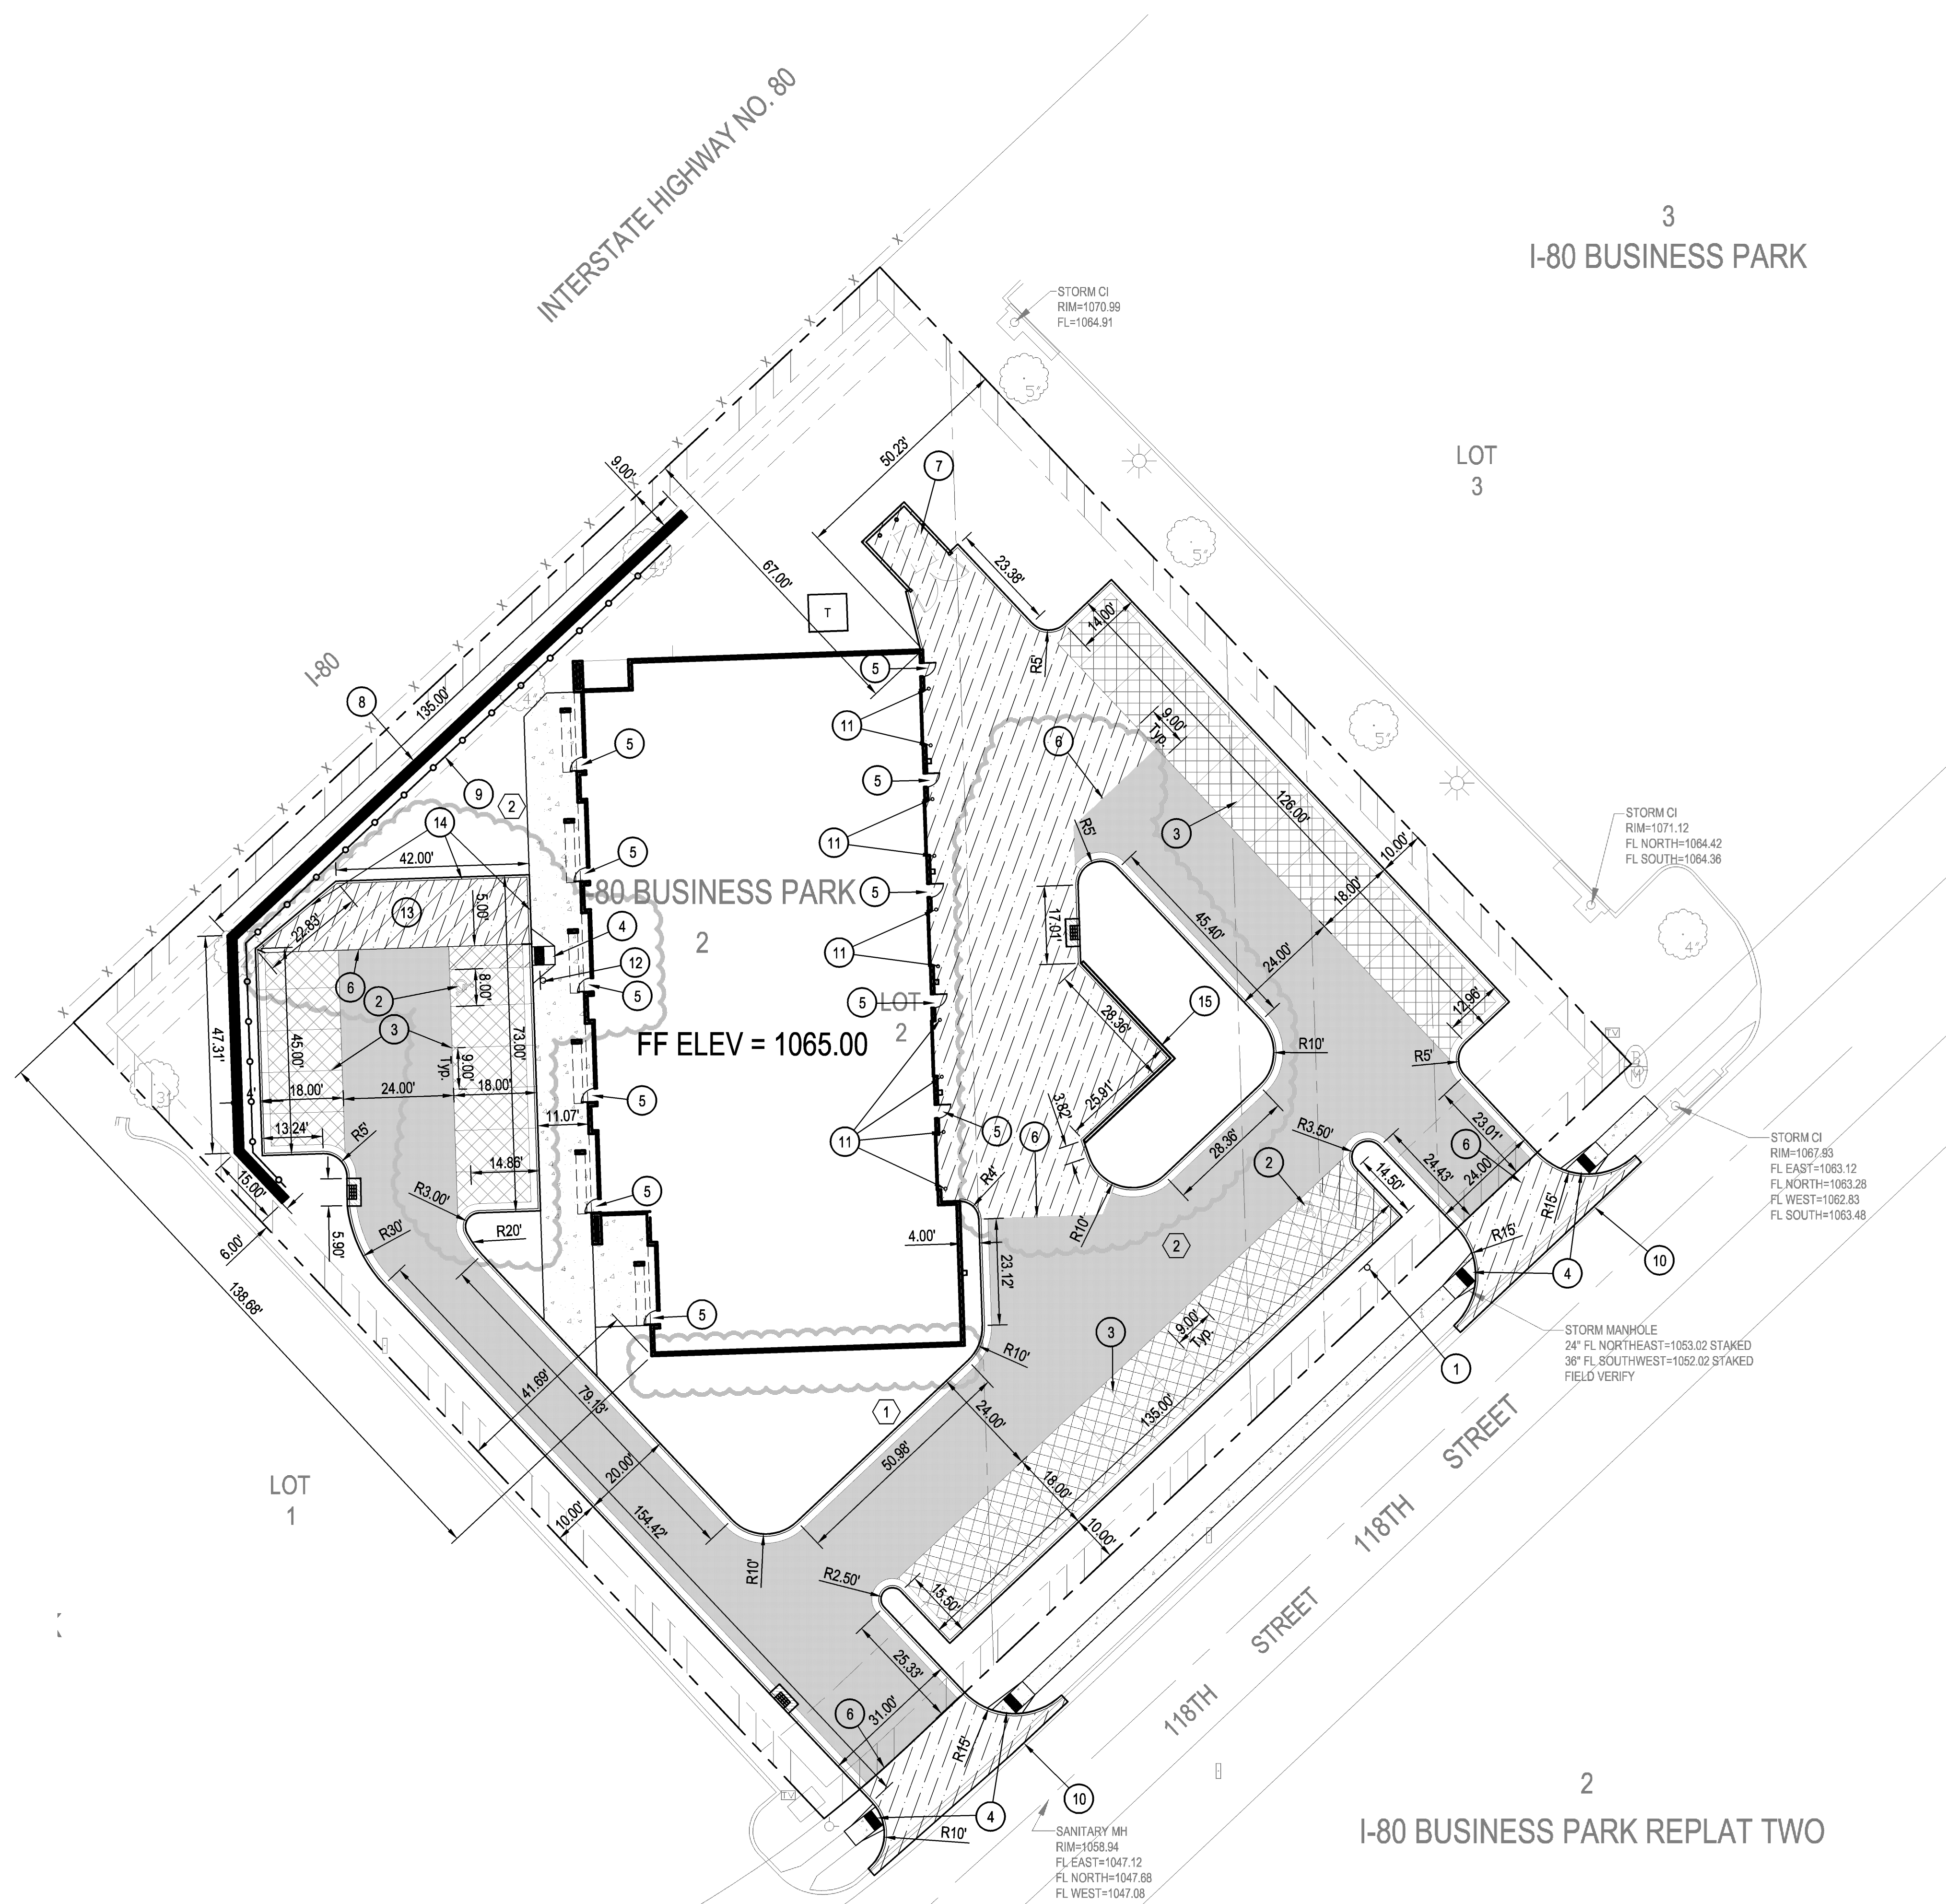 INTERSTATE HIGHWAY NO. 80
3
I-80 BUSINESS PARK
STORM CI
RIM=1070.99
FL=1064.91
5"
LOT
3
50.23'
7
9.00'
23.38'
5"
4"
67.00'
T
14.00'
R5'
I-80
8
135.00'
4"
5
11
5
9.00'
Typ.
6
5"
9
2
5
126.00'
3
STORM CI
RIM=1071.12
FL NORTH=1064.42
FL SOUTH=1064.36
14
42.00'
5
11
R5'
10.00'
18.00'
I-80 BUSINESS PARK
5
2
22.83'
13
5.00'
4
17.01'
45.40'
24.00'
4"
12
11
6
2
8.00'
5
5
LOT
2
28.36'
15
12.96'
3
47.31'
45.00'
73.00'
FF ELEV = 1065.00
R10'
R5'
TV
9.00'
Typ.
3"
4'
18.00'
24.00'
18.00'
5
11.07'
25.91'
3.82'
13.24'
R5'
11
5
6
R3.50'
23.01'
6
STORM CI
RIM=1067.93
FL EAST=1063.12
FL NORTH=1063.28
FL WEST=1062.83
FL SOUTH=1063.48
14.86'
15.00'
R3.00'
5
R4'
28.36'
2
14.50'
24.43'
24.00'
R15'
6.00'
5.90'
R30'
R20'
4.00'
R10'
2
R15'
10
4
138.68'
23.12'
5
3
9.00'
Typ.
STORM MANHOLE
24" FL NORTHEAST=1053.02 STAKED
36" FL SOUTHWEST=1052.02 STAKED
FIELD VERIFY
1
R10'
41.69'
79.13'
1
24.00'
135.00'
50.98'
20.00'
18.00'
118TH STREET
LOT
1
10.00'
154.42'
10.00'
R10'
R2.50'
15.50'
118TH STREET
25.33'
31.00'
6
R15'
2
I-80 BUSINESS PARK REPLAT TWO
TV
10
4
R10'
SANITARY MH
RIM=1058.94
FL EAST=1047.12
FL NORTH=1047.68
FL WEST=1047.08